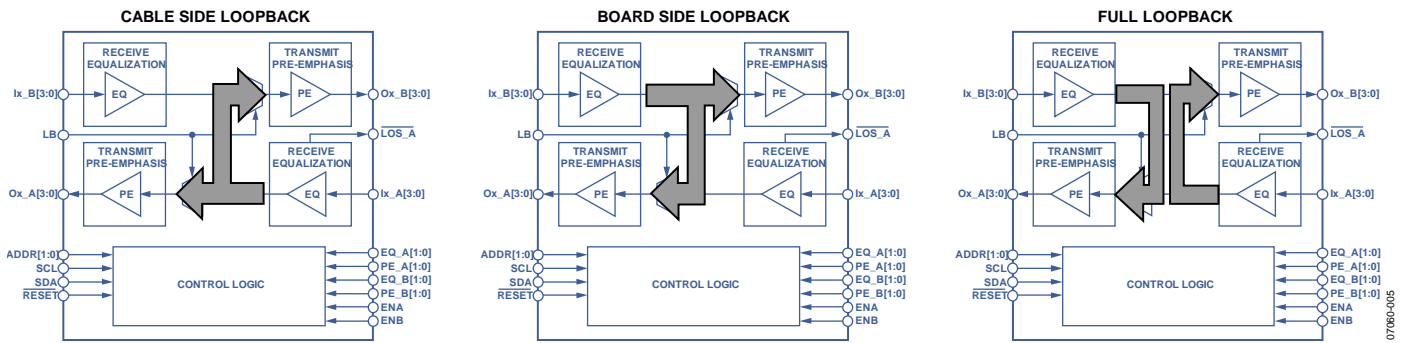 CABLE SIDE LOOPBACK
RECEIVE
EQUALIZATION
TRANSMIT
PRE-EMPHASIS
Ix_B[3:0]
EQ
PE
Ox_B[3:0]
LB
LOS_A
TRANSMIT
PRE-EMPHASIS
RECEIVE
EQUALIZATION
Ox_A[3:0]
PE
EQ
Ix_A[3:0]
ADDR[1:0]
SCL
SDA
RESET
CONTROL LOGIC
EQ_A[1:0]
PE_A[1:0]
EQ_B[1:0]
PE_B[1:0]
ENA
ENB
BOARD SIDE LOOPBACK
RECEIVE
EQUALIZATION
TRANSMIT
PRE-EMPHASIS
Ix_B[3:0]
EQ
PE
Ox_B[3:0]
LB
LOS_A
TRANSMIT
PRE-EMPHASIS
RECEIVE
EQUALIZATION
Ox_A[3:0]
PE
EQ
Ix_A[3:0]
ADDR[1:0]
SCL
SDA
RESET
CONTROL LOGIC
EQ_A[1:0]
PE_A[1:0]
EQ_B[1:0]
PE_B[1:0]
ENA
ENB
FULL LOOPBACK
RECEIVE
EQUALIZATION
TRANSMIT
PRE-EMPHASIS
Ix_B[3:0]
EQ
PE
Ox_B[3:0]
LB
LOS_A
TRANSMIT
PRE-EMPHASIS
RECEIVE
EQUALIZATION
Ox_A[3:0]
PE
EQ
Ix_A[3:0]
ADDR[1:0]
SCL
SDA
RESET
CONTROL LOGIC
EQ_A[1:0]
PE_A[1:0]
EQ_B[1:0]
PE_B[1:0]
ENA
ENB
07060-005